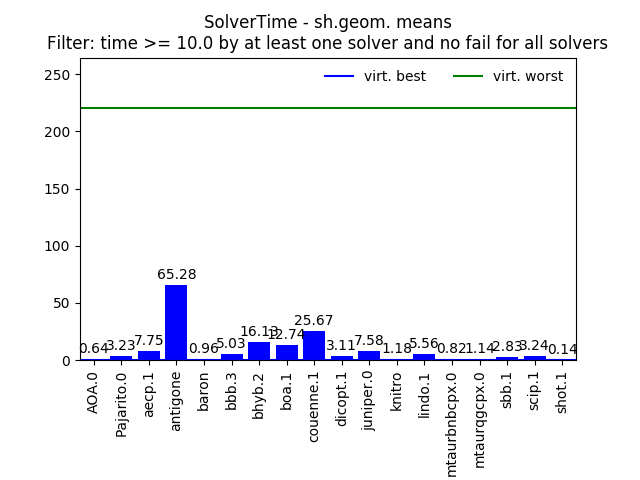 SolverTime - sh.geom. means
Filter: time >= 10.0 by at least one solver and no fail for all solvers
virt. best
virt. worst
250
200
150
100
50
0
0.64
3.23
7.75
65.28
0.96
5.03
16.13
12.74
25.67
3.11
7.58
1.18
5.56
0.82
1.14
2.83
3.24
0.14
AOA.0
Pajarito.0
aecp.1
antigone
baron
bbb.3
bhyb.2
boa.1
couenne.1
dicopt.1
juniper.0
knitro
lindo.1
mtaurbnbcpx.0
mtaurqgcpx.0
sbb.1
scip.1
shot.1